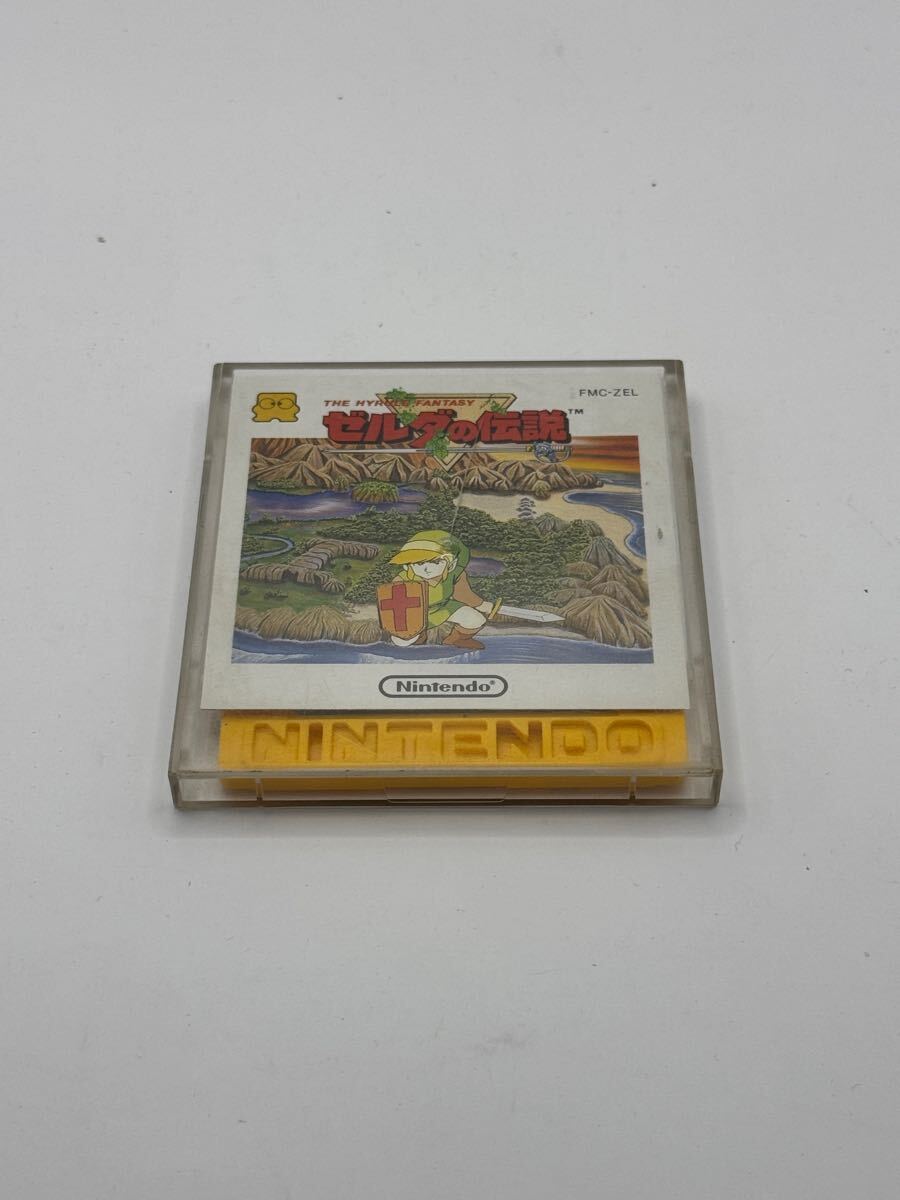 FMC-ZEL
THE HYRULE FANTASY
ゼルダの伝説™
Nintendo®
NINTENDO